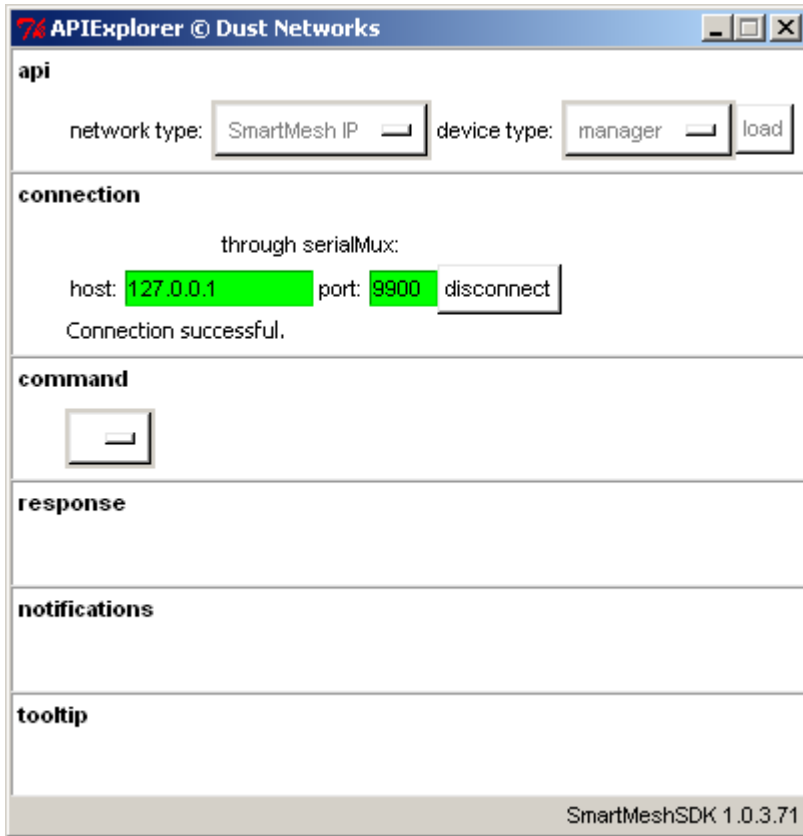 APIExplorer © Dust Networks
api
network type: SmartMesh IP device type: manager load
connection
through serialMux:
host: 127.0.0.1 port: 9900 disconnect
Connection successful.
command
response
notifications
tooltip
SmartMeshSDK 1.0.3.71